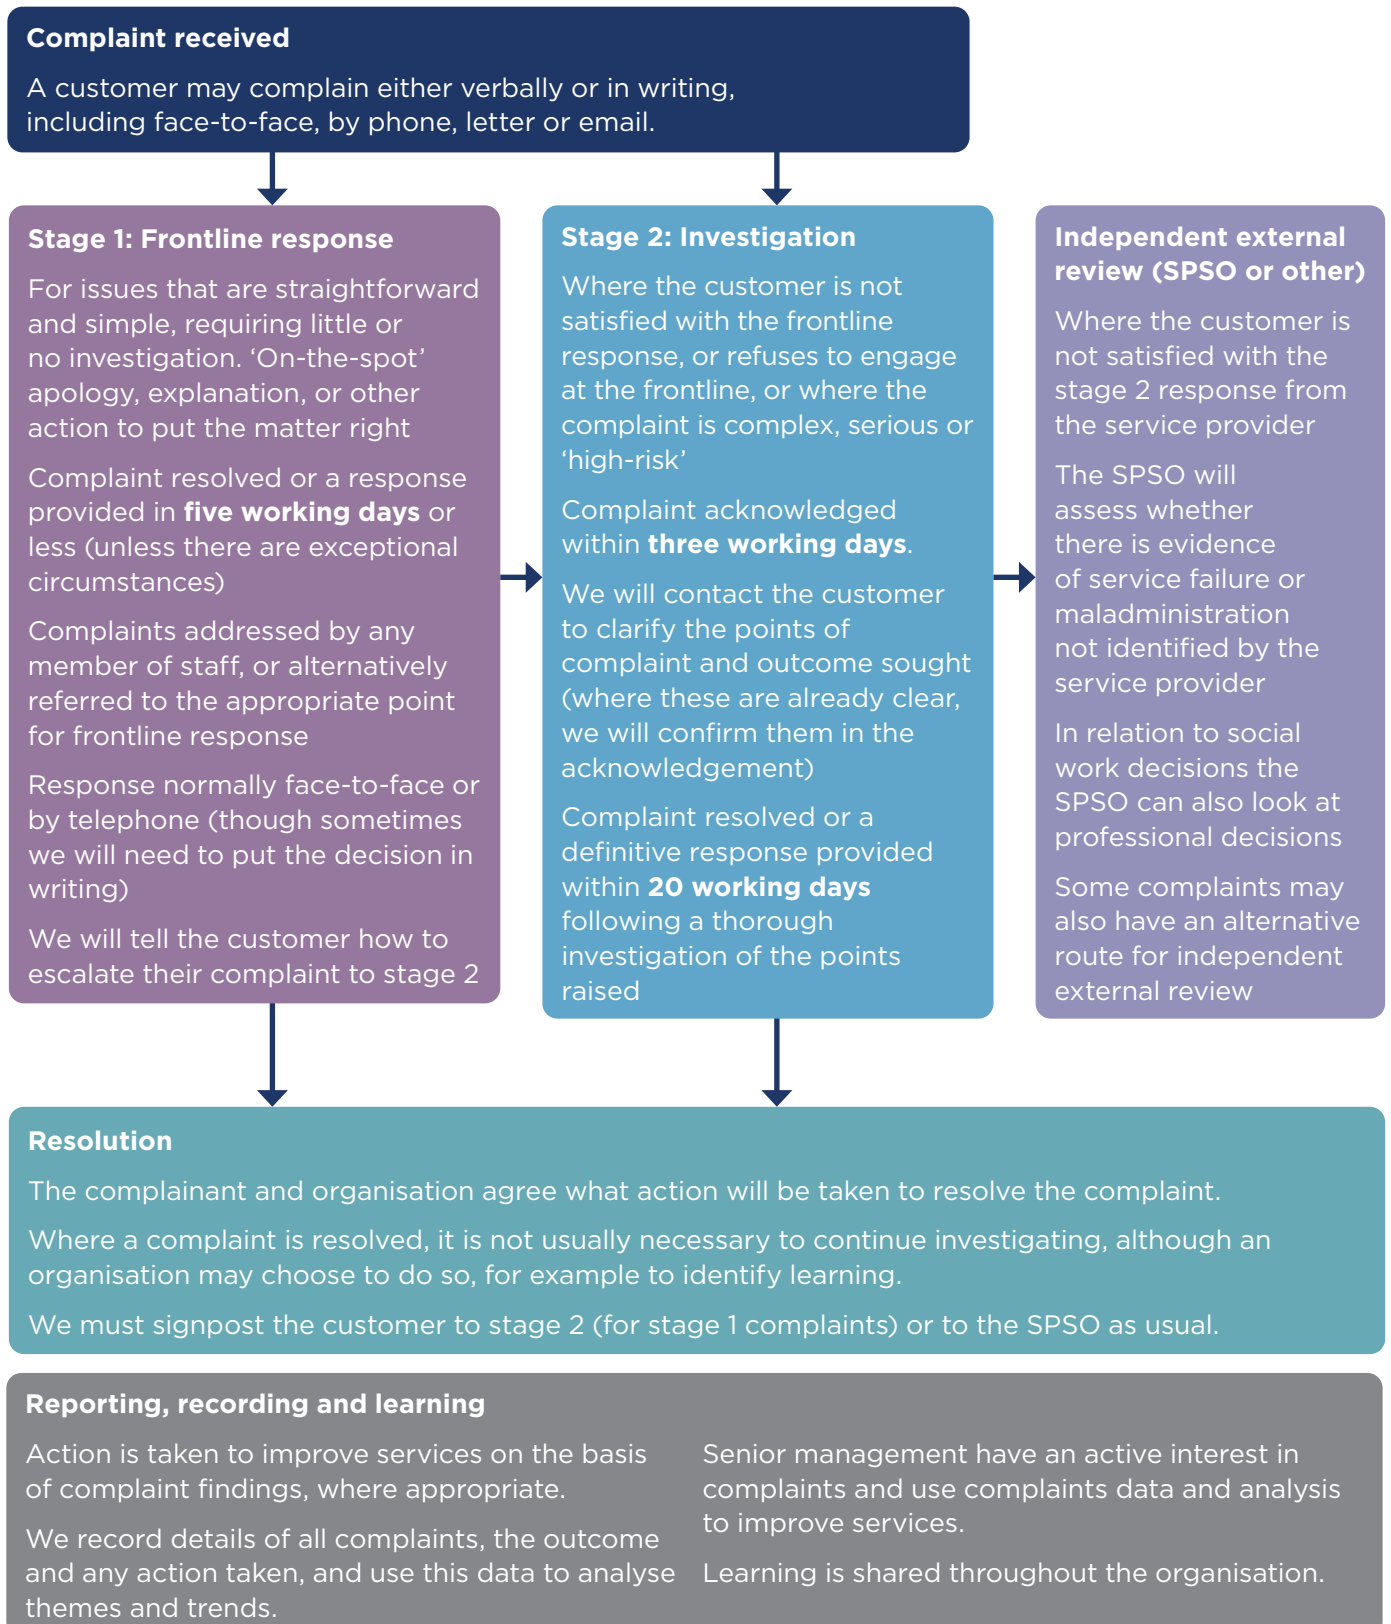 Complaint received
A customer may complain either verbally or in writing,
including face-to-face, by phone, letter or email.
Stage 1: Frontline response
For issues that are straightforward
and simple, requiring little or
no investigation. ‘On-the-spot’
apology, explanation, or other
action to put the matter right
Complaint resolved or a response
provided in five working days or
less (unless there are exceptional
circumstances)
Complaints addressed by any
member of staff, or alternatively
referred to the appropriate point
for frontline response
Response normally face-to-face or
by telephone (though sometimes
we will need to put the decision in
writing)
We will tell the customer how to
escalate their complaint to stage 2
Stage 2: Investigation
Where the customer is not
satisfied with the frontline
response, or refuses to engage
at the frontline, or where the
complaint is complex, serious or
‘high-risk’
Complaint acknowledged
within three working days.
We will contact the customer
to clarify the points of
complaint and outcome sought
(where these are already clear,
we will confirm them in the
acknowledgement)
Complaint resolved or a
definitive response provided
within 20 working days
following a thorough
investigation of the points
raised
Independent external
review (SPSO or other)
Where the customer is
not satisfied with the
stage 2 response from
the service provider
The SPSO will
assess whether
there is evidence
of service failure or
maladministration
not identified by the
service provider
In relation to social
work decisions the
SPSO can also look at
professional decisions
Some complaints may
also have an alternative
route for independent
external review
Resolution
The complainant and organisation agree what action will be taken to resolve the complaint.
Where a complaint is resolved, it is not usually necessary to continue investigating, although an
organisation may choose to do so, for example to identify learning.
We must signpost the customer to stage 2 (for stage 1 complaints) or to the SPSO as usual.
Reporting, recording and learning
Action is taken to improve services on the basis
of complaint findings, where appropriate.
We record details of all complaints, the outcome
and any action taken, and use this data to analyse
themes and trends.
Senior management have an active interest in
complaints and use complaints data and analysis
to improve services.
Learning is shared throughout the organisation.